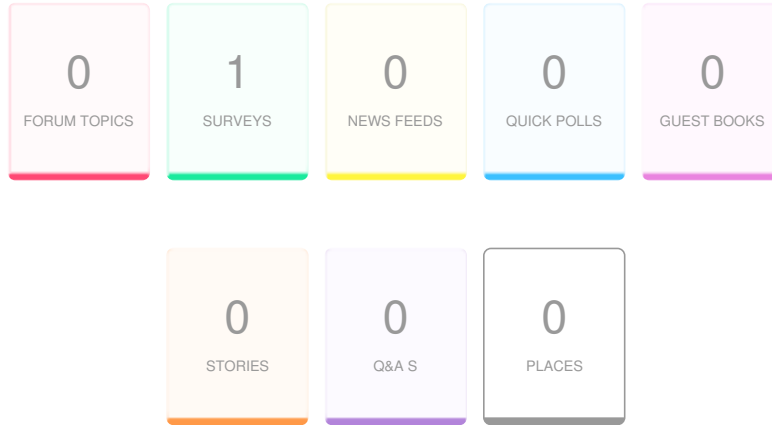 0 1 0 0 0
FORUM TOPICS SURVEYS NEWS FEEDS QUICK POLLS GUEST BOOKS
0 0 0
STORIES Q&A S PLACES